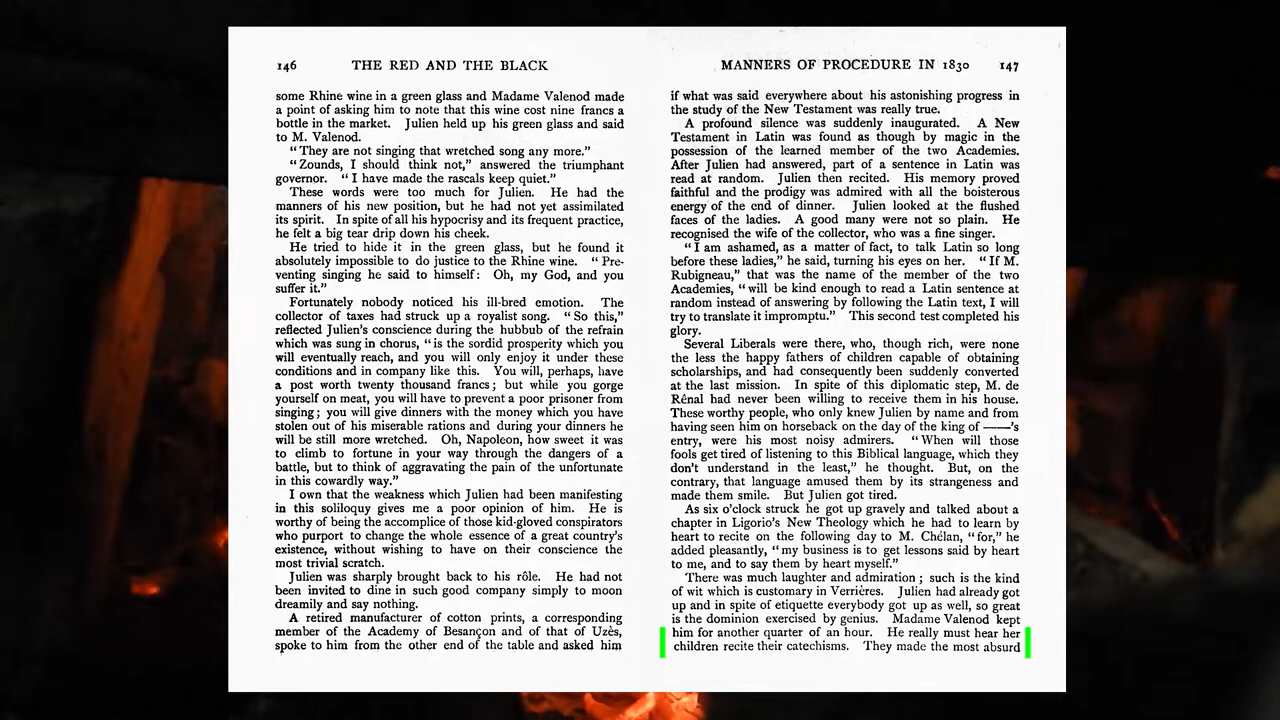 146 THE RED AND THE BLACK
some Rhine wine in a green glass and Madame Valenod made
a point of asking him to note that this wine cost nine francs a
bottle in the market. Julien held up his green glass and said
to M. Valenod.
“They are not singing that wretched song any more.”
“Zounds, I should think not,” answered the triumphant
governor. “I have made the rascals keep quiet.”
These words were too much for Julien. He had the
manners of his new position, but he had not yet assimilated
its spirit. In spite of all his hypocrisy and its frequent practice,
he felt a big tear drip down his cheek.
He tried to hide it in the green glass, but he found it
absolutely impossible to do justice to the Rhine wine. “Pre-
venting singing he said to himself: Oh, my God, and you
suffer it.”
Fortunately nobody noticed his ill-bred emotion. The
collector of taxes had struck up a royalist song. “So this,”
reflected Julien’s conscience during the hubbub of the refrain
which was sung in chorus, “is the sordid prosperity which you
will eventually reach, and you will only enjoy it under these
conditions and in company like this. You will, perhaps, have
a post worth twenty thousand francs; but while you gorge
yourself on meat, you will have to prevent a poor prisoner from
singing; you will give dinners with the money which you have
stolen out of his miserable rations and during your dinners he
will be still more wretched. Oh, Napoleon, how sweet it was
to climb to fortune in your way through the dangers of a
battle, but to think of aggravating the pain of the unfortunate
in this cowardly way.”
I own that the weakness which Julien had been manifesting
in this soliloquy gives me a poor opinion of him. He is
worthy of being the accomplice of those kid-gloved conspirators
who purport to change the whole essence of a great country’s
existence, without wishing to have on their conscience the
most trivial scratch.
Julien was sharply brought back to his rôle. He had not
been invited to dine in such good company simply to moon
dreamily and say nothing.
A retired manufacturer of cotton prints, a corresponding
member of the Academy of Besançon and of that of Uzès,
spoke to him from the other end of the table and asked him
MANNERS OF PROCEDURE IN 1830 147
if what was said everywhere about his astonishing progress in
the study of the New Testament was really true.
A profound silence was suddenly inaugurated. A New
Testament in Latin was found as though by magic in the
possession of the learned member of the two Academies.
After Julien had answered, part of a sentence in Latin was
read at random. Julien then recited. His memory proved
faithful and the prodigy was admired with all the boisterous
energy of the end of dinner. Julien looked at the flushed
faces of the ladies. A good many were not so plain. He
recognised the wife of the collector, who was a fine singer.
“I am ashamed, as a matter of fact, to talk Latin so long
before these ladies,” he said, turning his eyes on her. “If M.
Rubigneau,” that was the name of the member of the two
Academies, “will be kind enough to read a Latin sentence at
random instead of answering by following the Latin text, I will
try to translate it impromptu.” This second test completed his
glory.
Several Liberals were there, who, though rich, were none
the less the happy fathers of children capable of obtaining
scholarships, and had consequently been suddenly converted
at the last mission. In spite of this diplomatic step, M. de
Rênal had never been willing to receive them in his house.
These worthy people, who only knew Julien by name and from
having seen him on horseback on the day of the king of ——’s
entry, were his most noisy admirers. “When will those
fools get tired of listening to this Biblical language, which they
don’t understand in the least,” he thought. But, on the
contrary, that language amused them by its strangeness and
made them smile. But Julien got tired.
As six o’clock struck he got up gravely and talked about a
chapter in Ligorio’s New Theology which he had to learn by
heart to recite on the following day to M. Chélan, “for,” he
added pleasantly, “my business is to get lessons said by heart
to me, and to say them by heart myself.”
There was much laughter and admiration; such is the kind
of wit which is customary in Verrières. Julien had already got
up and in spite of etiquette everybody got up as well, so great
is the dominion exercised by genius. Madame Valenod kept
him for another quarter of an hour. He really must hear her
children recite their catechisms. They made the most absurd